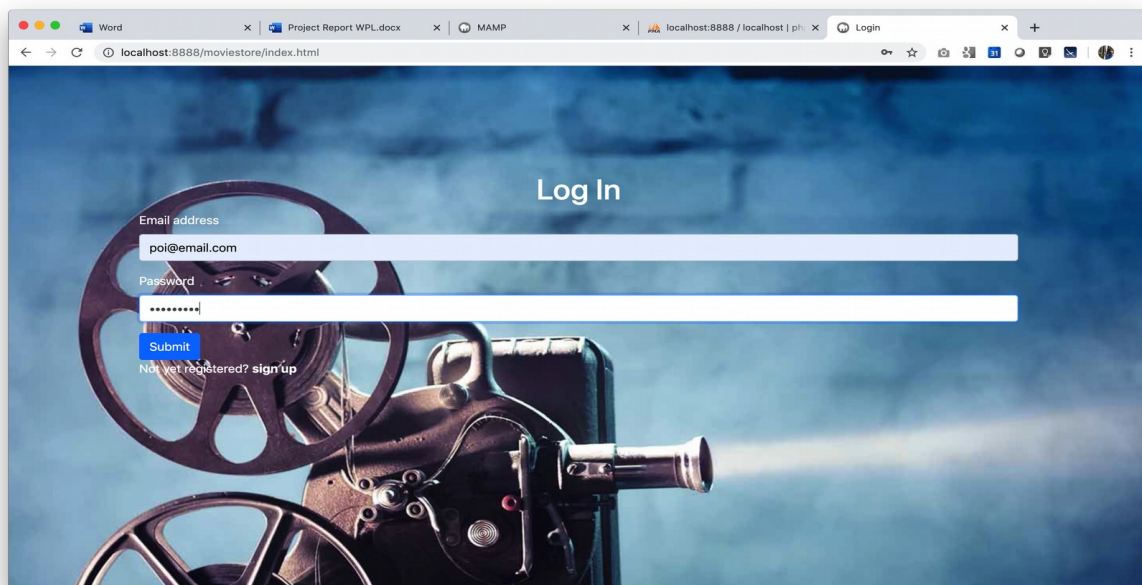 Word
Project Report WPL.docx
MAMP
localhost:8888 / localhost | ph
Login
localhost:8888/moviestore/index.html
31
Log In
Email address
poi@email.com
Password
•••••••••
Submit
Not yet registered? sign up